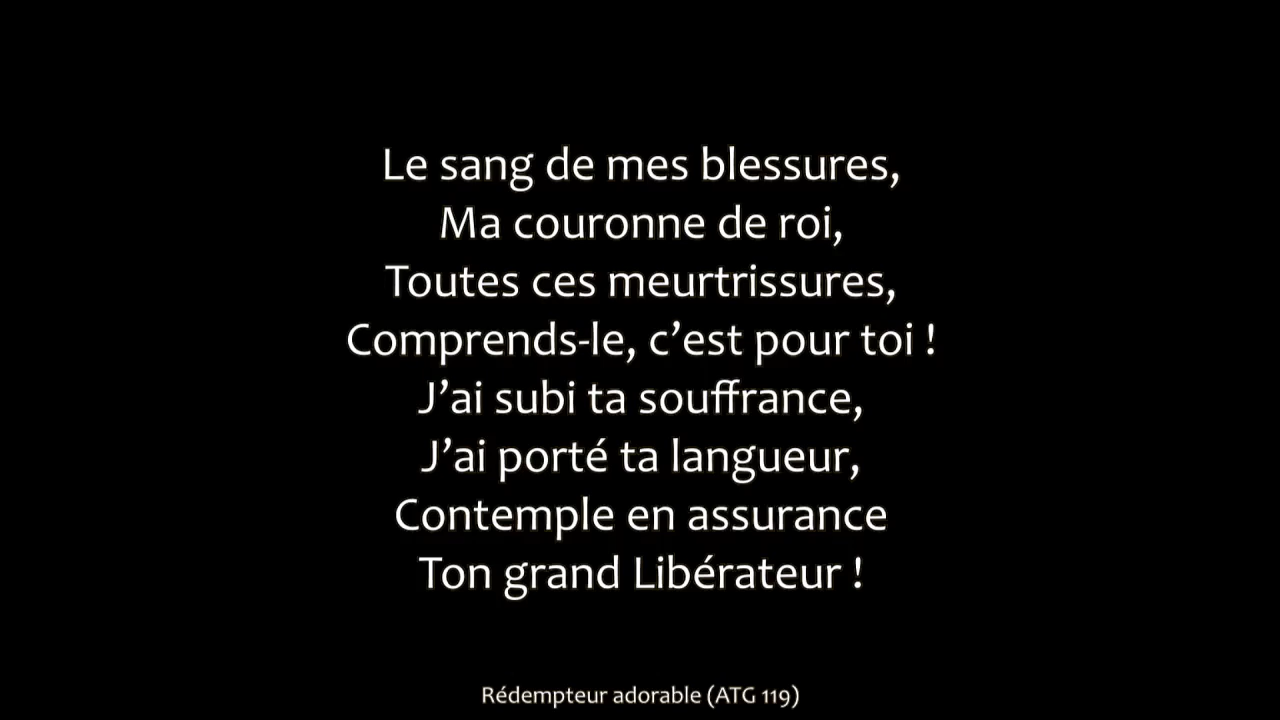 Le sang de mes blessures,
Ma couronne de roi,
Toutes ces meurtrissures,
Comprends-le, c’est pour toi !
J’ai subi ta souffrance,
J’ai porté ta langueur,
Contemple en assurance
Ton grand Libérateur !
Rédempteur adorable (ATG 119)